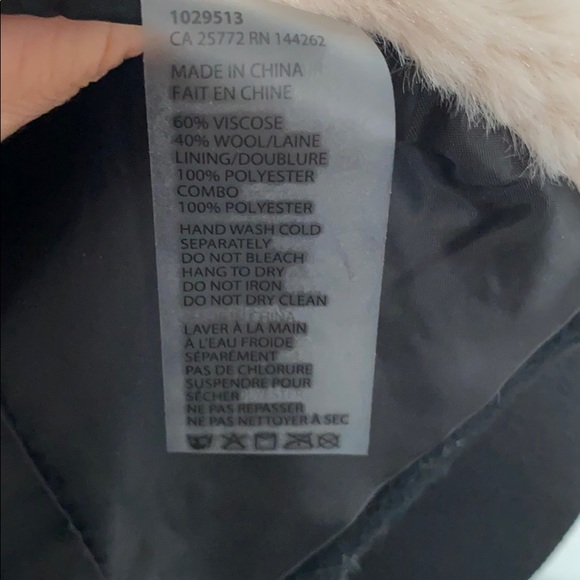 1029513
CA 25772 RN 144262
MADE IN CHINA
FAIT EN CHINE
60% VISCOSE
40% WOOL/LAINE
LINING/DOUBLURE
100% POLYESTER
COMBO
100% POLYESTER
HAND WASH COLD
SEPARATELY
DO NOT BLEACH
HANG TO DRY
DO NOT IRON
DO NOT DRY CLEAN
LAVER À LA MAIN
À L'EAU FROIDE
SÉPARÉMENT
PAS DE CHLORURE
SUSPENDRE POUR
SÉCHER
NE PAS REPASSER
NE PAS NETTOYER À SEC